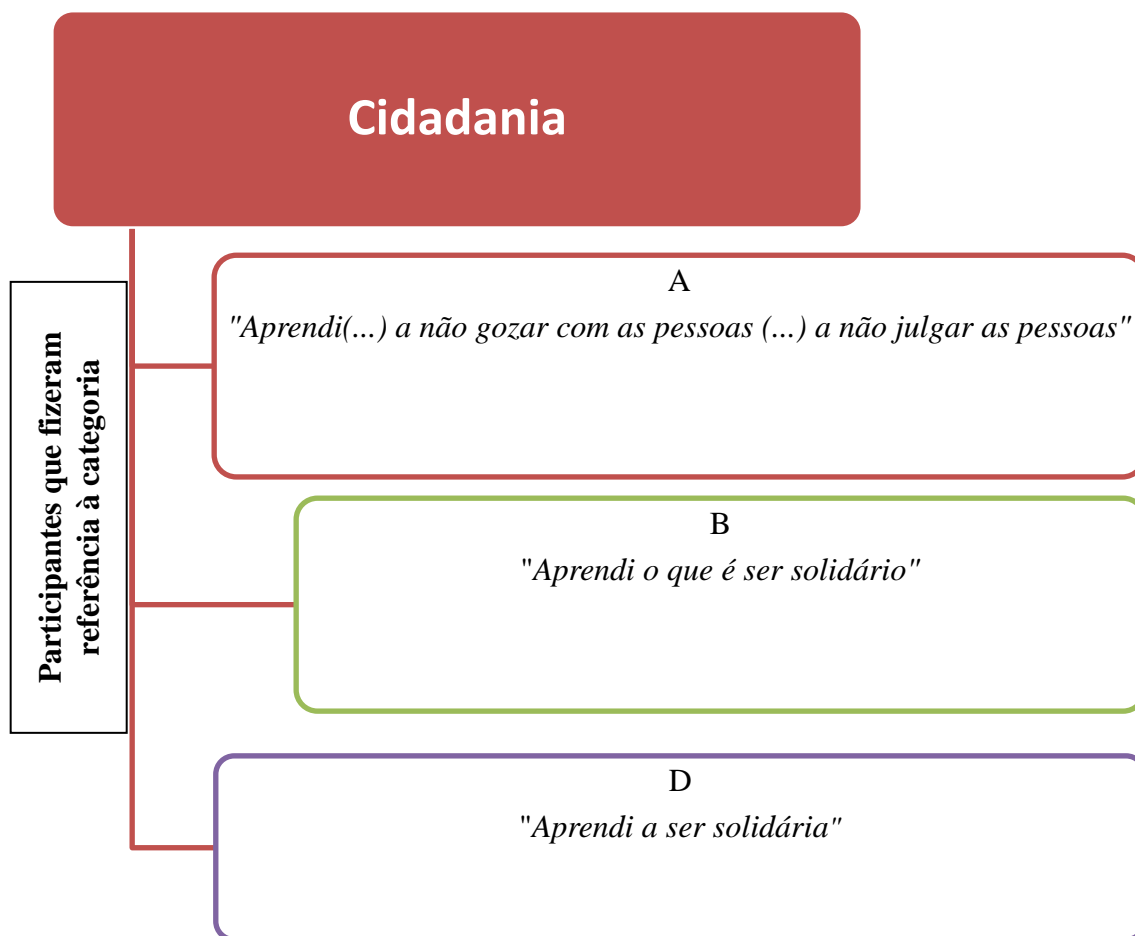 Cidadania
Participantes que fizeram
referência à categoria
A
"Aprendi(...) a não gozar com as pessoas (...) a não julgar as pessoas"
B
"Aprendi o que é ser solidário"
D
"Aprendi a ser solidária"